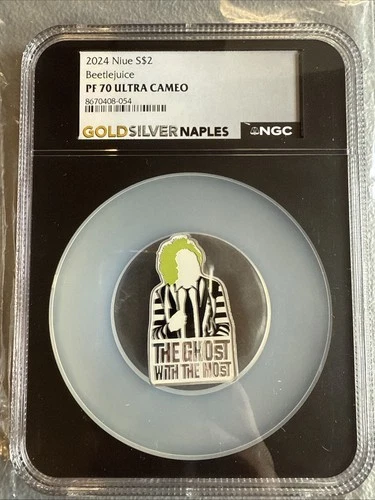 2024 Niue S$2
Beetlejuice
PF 70 ULTRA CAMEO
8670408-054
GOLDSILVER NAPLES
NGC
THE GHOST
WITH THE MOST